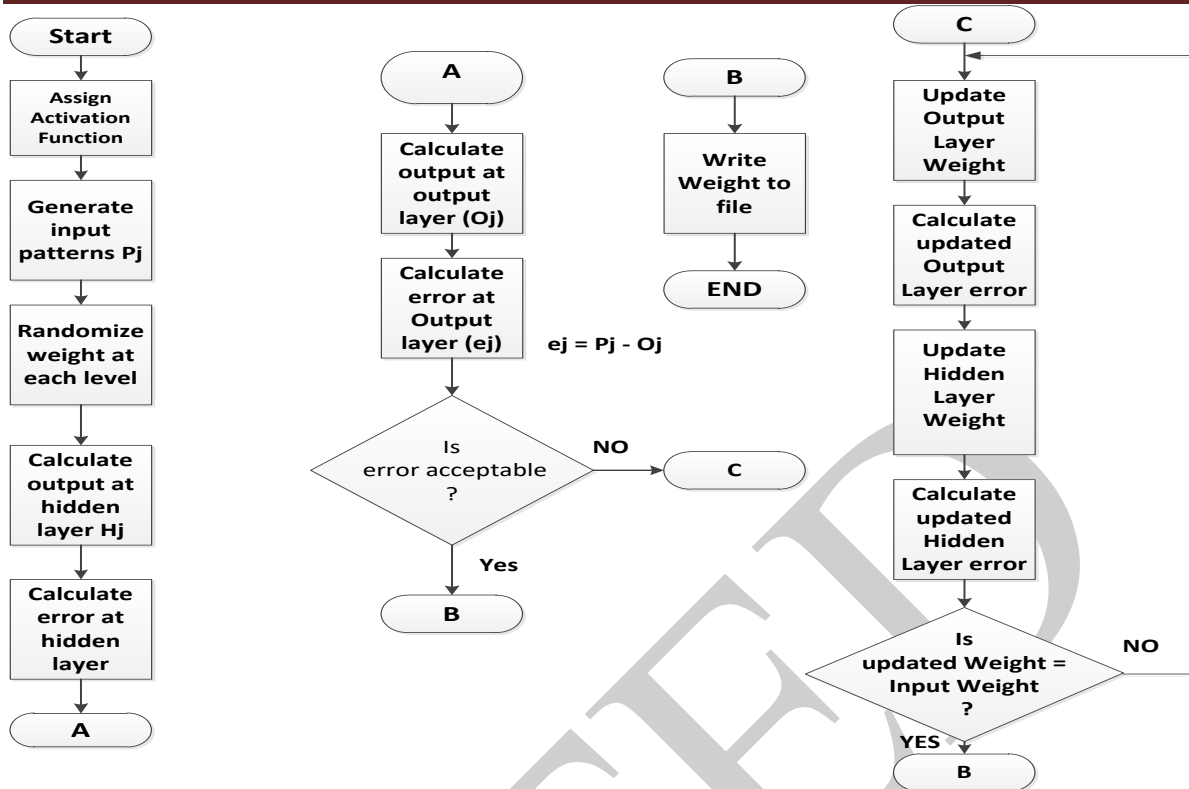 Start
Assign
Activation
Function
Generate
input
patterns Pj
Randomize
weight at
each level
Calculate
output at
hidden
layer Hj
Calculate
error at
hidden
layer
A
A
Calculate
output at
output
layer (Oj)
Calculate
error at
Output
layer (ej)
ej = Pj - Oj
Is
error acceptable
?
NO
C
Yes
B
B
Write
Weight to
file
END
C
Update
Output
Layer
Weight
Calculate
updated
Output
Layer error
Update
Hidden
Layer
Weight
Calculate
updated
Hidden
Layer error
Is
updated Weight =
Input Weight
?
NO
YES
B